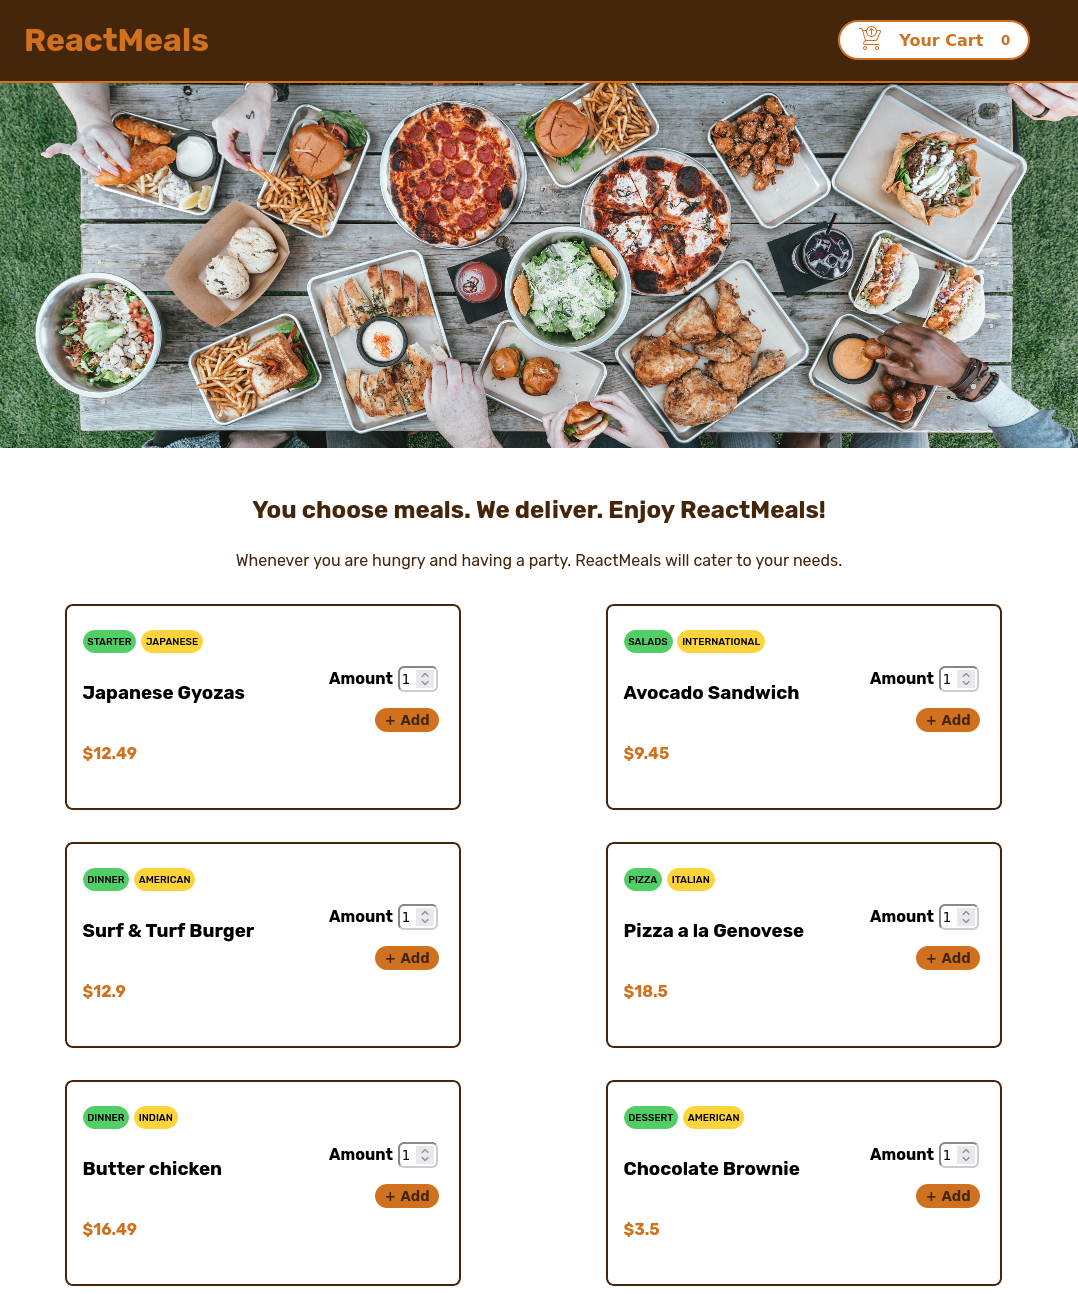 ReactMeals
Your Cart 0
You choose meals. We deliver. Enjoy ReactMeals!
Whenever you are hungry and having a party. ReactMeals will cater to your needs.
STARTER JAPANESE
Japanese Gyozas
$12.49
Amount 1
+ Add
SALADS INTERNATIONAL
Avocado Sandwich
$9.45
Amount 1
+ Add
DINNER AMERICAN
Surf & Turf Burger
$12.9
Amount 1
+ Add
PIZZA ITALIAN
Pizza a la Genovese
$18.5
Amount 1
+ Add
DINNER INDIAN
Butter chicken
$16.49
Amount 1
+ Add
DESSERT AMERICAN
Chocolate Brownie
$3.5
Amount 1
+ Add